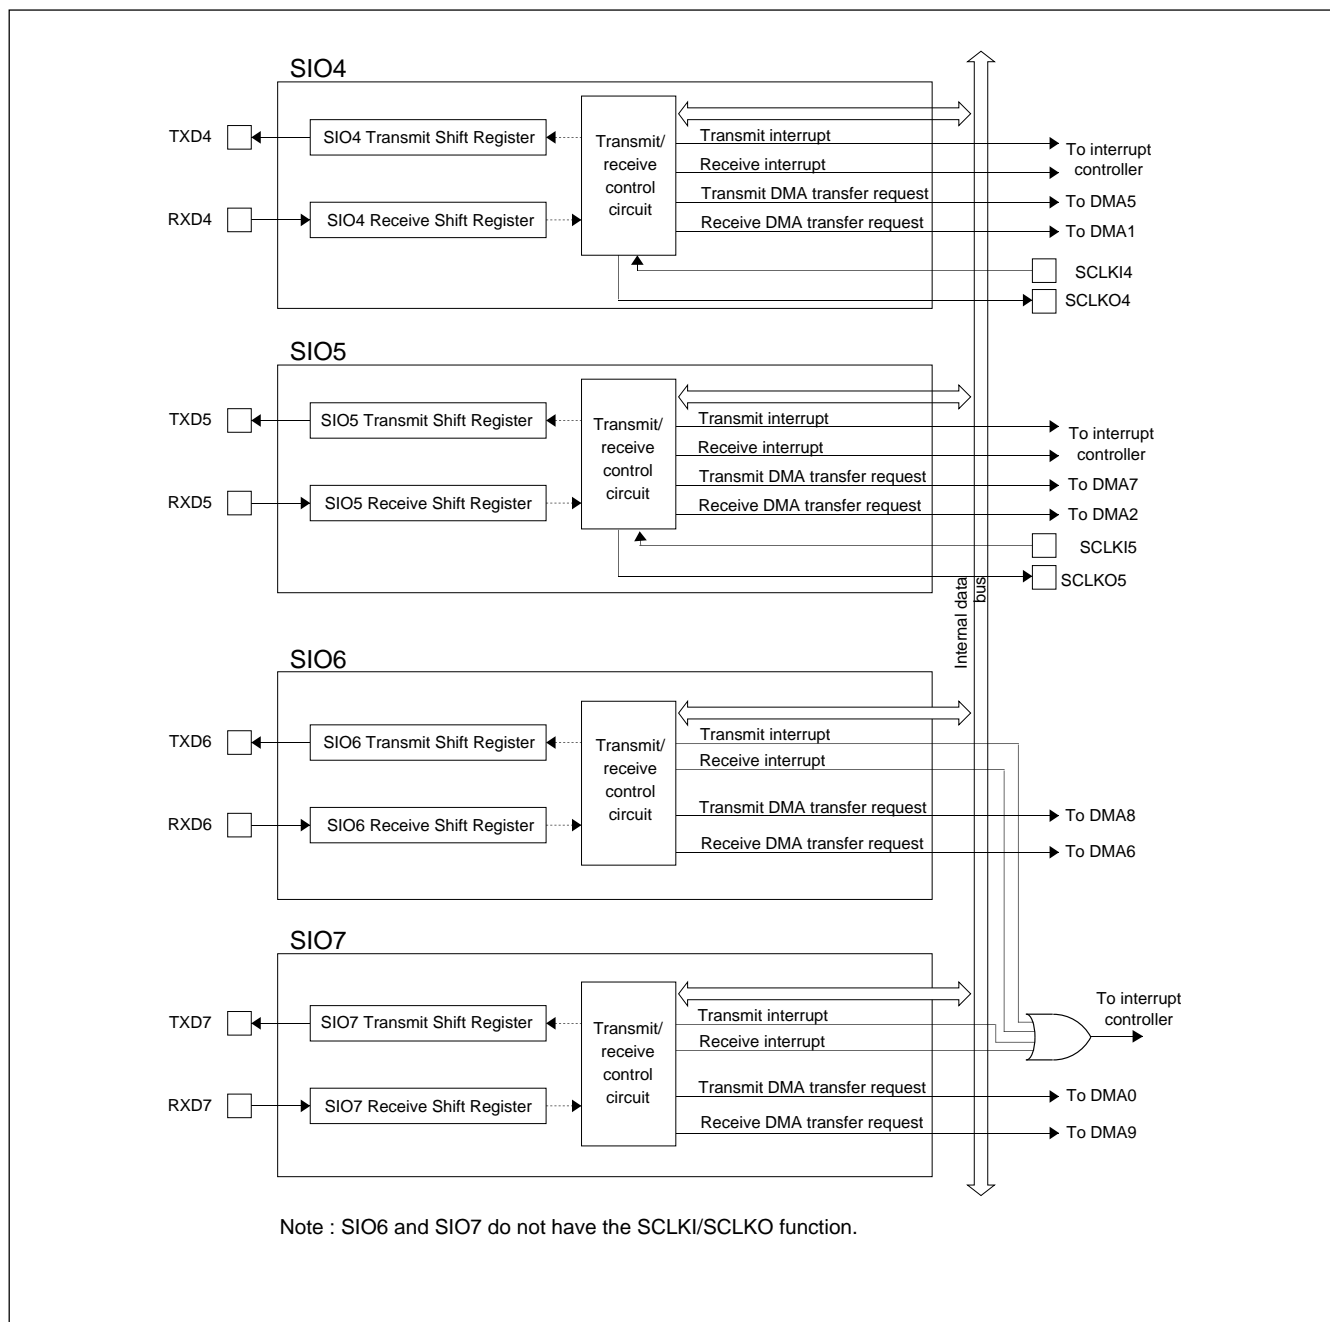 SIO4
TXD4
SIO4 Transmit Shift Register
RXD4
SIO4 Receive Shift Register
Transmit/
receive
control
circuit
Transmit interrupt
Receive interrupt
Transmit DMA transfer request
Receive DMA transfer request
To interrupt
controller
To DMA5
To DMA1
SCLKI4
SCLKO4
SIO5
TXD5
SIO5 Transmit Shift Register
RXD5
SIO5 Receive Shift Register
Transmit/
receive
control
circuit
Transmit interrupt
Receive interrupt
Transmit DMA transfer request
Receive DMA transfer request
To interrupt
controller
To DMA7
To DMA2
SCLKI5
SCLKO5
Internal data
bus
SIO6
TXD6
SIO6 Transmit Shift Register
RXD6
SIO6 Receive Shift Register
Transmit/
receive
control
circuit
Transmit interrupt
Receive interrupt
Transmit DMA transfer request
Receive DMA transfer request
To DMA8
To DMA6
SIO7
TXD7
SIO7 Transmit Shift Register
RXD7
SIO7 Receive Shift Register
Transmit/
receive
control
circuit
Transmit interrupt
Receive interrupt
Transmit DMA transfer request
Receive DMA transfer request
To interrupt
controller
To DMA0
To DMA9
Note : SIO6 and SIO7 do not have the SCLKI/SCLKO function.